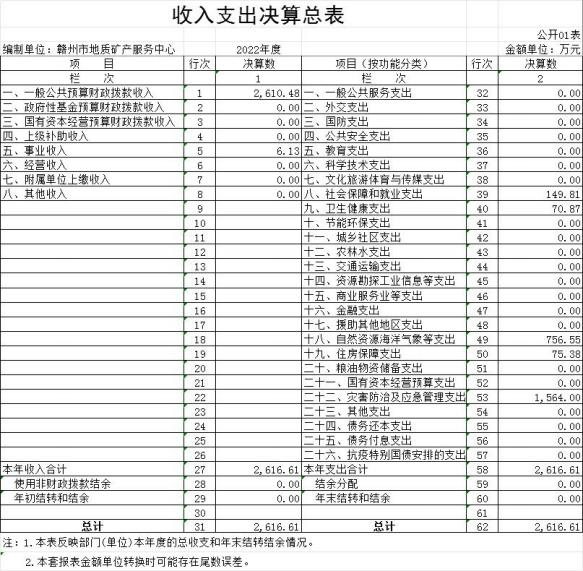 收入支出决算总表
公开01表
编制单位：赣州市地质矿产服务中心 2022年度 金额单位：万元
项 目 行次 决算数 项目（按功能分类） 行次 决算数
栏 次 1 栏 次 2
一、一般公共预算财政拨款收入 1 2,610.48 一、一般公共服务支出 32 0.00
二、政府性基金预算财政拨款收入 2 0.00 二、外交支出 33 0.00
三、国有资本经营预算财政拨款收入 3 0.00 三、国防支出 34 0.00
四、上级补助收入 4 0.00 四、公共安全支出 35 0.00
五、事业收入 5 6.13 五、教育支出 36 0.00
六、经营收入 6 0.00 六、科学技术支出 37 0.00
七、附属单位上缴收入 7 0.00 七、文化旅游体育与传媒支出 38 0.00
八、其他收入 8 0.00 八、社会保障和就业支出 39 149.81
9 九、卫生健康支出 40 70.87
10 十、节能环保支出 41 0.00
11 十一、城乡社区支出 42 0.00
12 十二、农林水支出 43 0.00
13 十三、交通运输支出 44 0.00
14 十四、资源勘探工业信息等支出 45 0.00
15 十五、商业服务业等支出 46 0.00
16 十六、金融支出 47 0.00
17 十七、援助其他地区支出 48 0.00
18 十八、自然资源海洋气象等支出 49 756.55
19 十九、住房保障支出 50 75.38
20 二十、粮油物资储备支出 51 0.00
21 二十一、国有资本经营预算支出 52 0.00
22 二十二、灾害防治及应急管理支出 53 1,564.00
23 二十三、其他支出 54 0.00
24 二十四、债务还本支出 55 0.00
25 二十五、债务付息支出 56 0.00
26 二十六、抗疫特别国债安排的支出 57 0.00
本年收入合计 27 2,616.61 本年支出合计 58 2,616.61
使用非财政拨款结余 28 0.00 结余分配 59 0.00
年初结转和结余 29 0.00 年末结转和结余 60 0.00
30 61
总计 31 2,616.61 总计 62 2,616.61
注：1.本表反映部门(单位)本年度的总收支和年末结转结余情况。
2.本套报表金额单位转换时可能存在尾数误差。